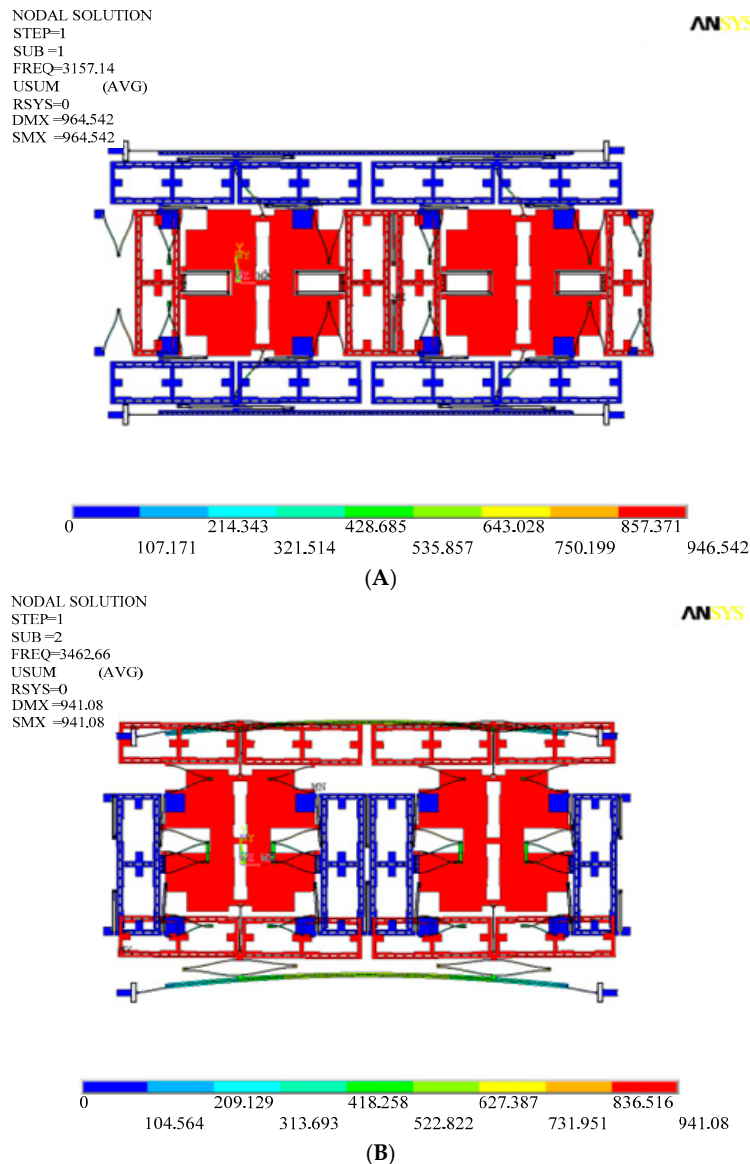 NODAL SOLUTION
STEP=1
SUB =1
FREQ=3157.14
USUM (AVG)
RSYS=0
DMX =964.542
SMX =964.542
ANSYS
0 214.343 428.685 643.028 857.371
107.171 321.514 535.857 750.199 946.542
(A)
NODAL SOLUTION
STEP=1
SUB =2
FREQ=3462.66
USUM (AVG)
RSYS=0
DMX =941.08
SMX =941.08
ANSYS
MN
0 209.129 418.258 627.387 836.516
104.564 313.693 522.822 731.951 941.08
(B)